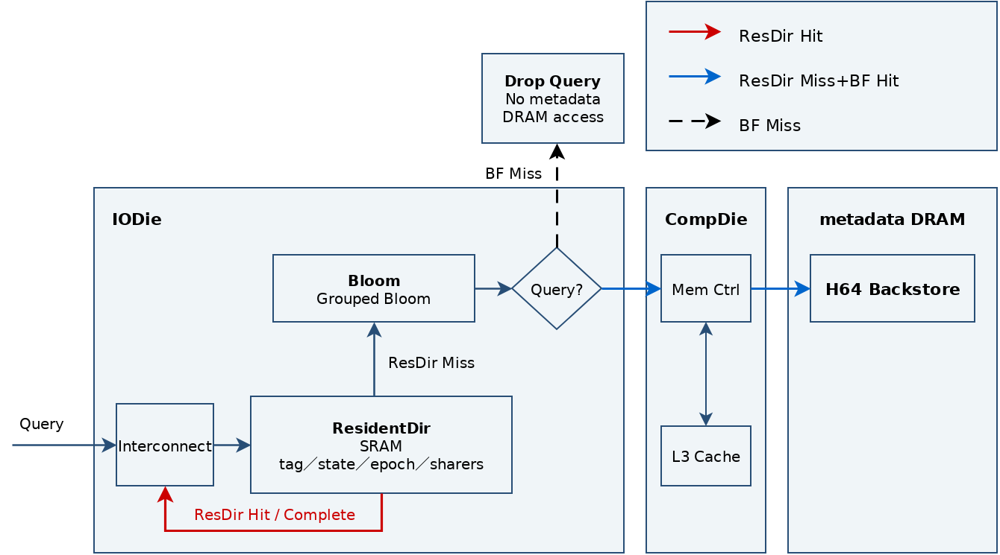 ResDir Hit
ResDir Miss+BF Hit
BF Miss
Drop Query
No metadata
DRAM access
BF Miss
IODie
CompDie
metadata DRAM
Bloom
Grouped Bloom
Query?
Mem Ctrl
H64 Backstore
ResDir Miss
Query
Interconnect
ResidentDir
SRAM
tag／state／epoch／sharers
L3 Cache
ResDir Hit / Complete